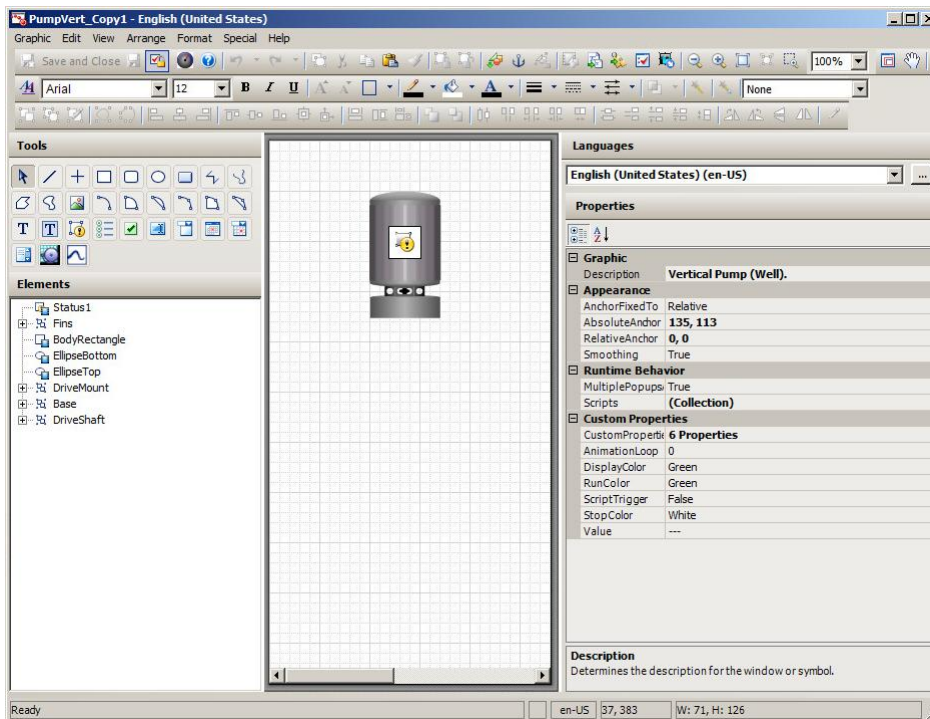 PumpVert_Copy1 - English (United States)
Graphic Edit View Arrange Format Special Help
Save and Close 100%
Arial 12 B I U A None
Tools
T T
Elements
Status1
Fins
BodyRectangle
EllipseBottom
EllipseTop
DriveMount
Base
DriveShaft
Languages
English (United States) (en-US) ...
Properties
Graphic
Description Vertical Pump (Well).
Appearance
AnchorFixedTo Relative
AbsoluteAnchor 135, 113
RelativeAnchor 0, 0
Smoothing True
Runtime Behavior
MultiplePopups True
Scripts (Collection)
Custom Properties
CustomProperti 6 Properties
AnimationLoop 0
DisplayColor Green
RunColor Green
ScriptTrigger False
StopColor White
Value ---
Description
Determines the description for the window or symbol.
Ready en-US 37, 383 W: 71, H: 126